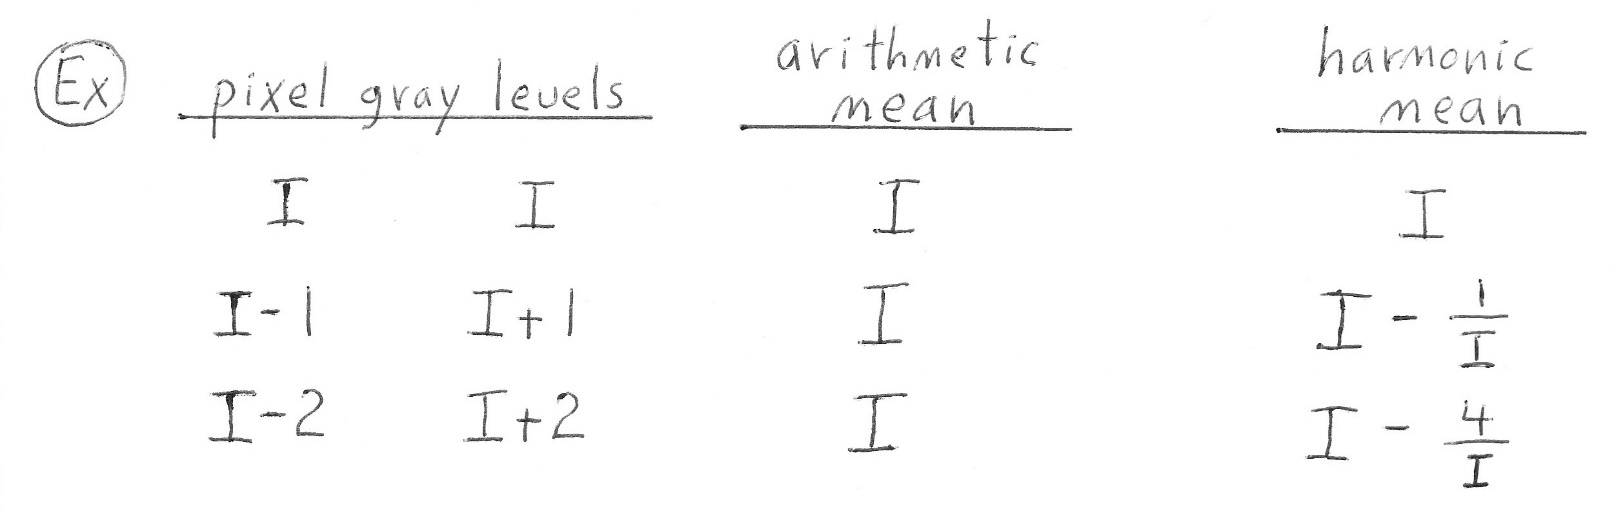 Ex pixel gray levels arithmetic mean harmonic mean
I I I I
I-1 I+1 I I - 1/I
I-2 I+2 I I - 4/I